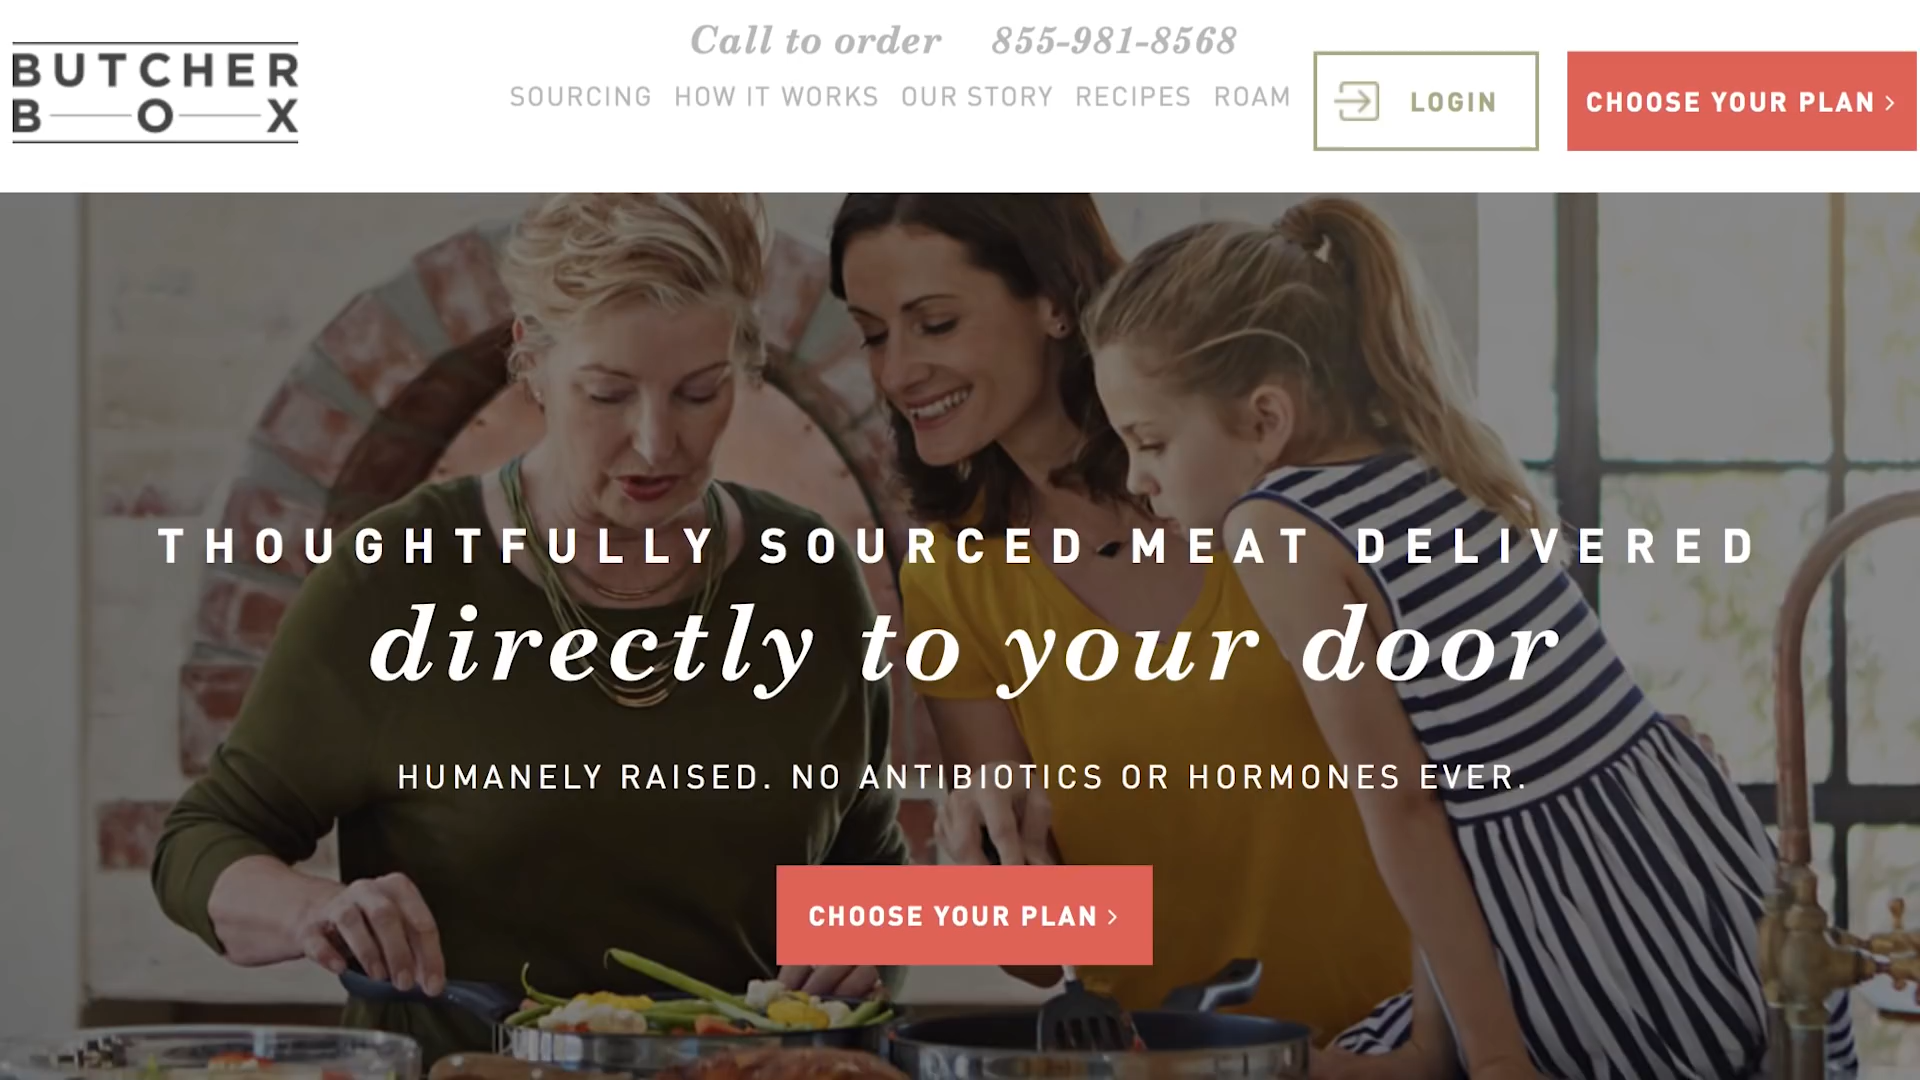 BUTCHER
BOX
Call to order 855-981-8568
SOURCING HOW IT WORKS OUR STORY RECIPES ROAM
LOGIN
CHOOSE YOUR PLAN >
THOUGHTFULLY SOURCED MEAT DELIVERED
directly to your door
HUMANELY RAISED. NO ANTIBIOTICS OR HORMONES EVER.
CHOOSE YOUR PLAN >